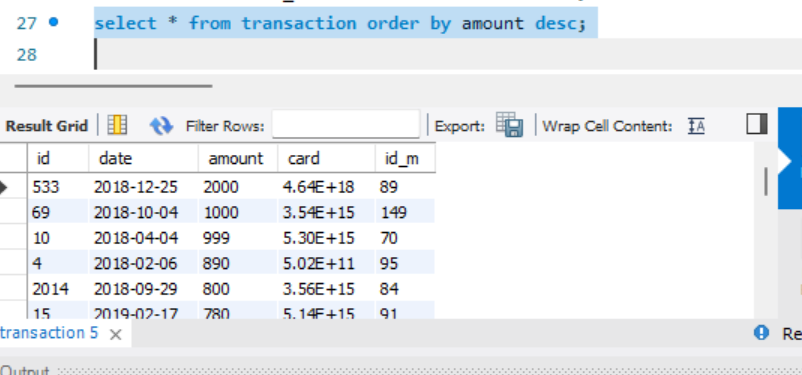 27 select * from transaction order by amount desc;
28
Result Grid Filter Rows: Export: Wrap Cell Content:
id date amount card id_m
533 2018-12-25 2000 4.64E+18 89
69 2018-10-04 1000 3.54E+15 149
10 2018-04-04 999 5.30E+15 70
4 2018-02-06 890 5.02E+11 95
2014 2018-09-29 800 3.56E+15 84
15 2019-02-17 780 5.14E+15 91
transaction 5 Re
Output